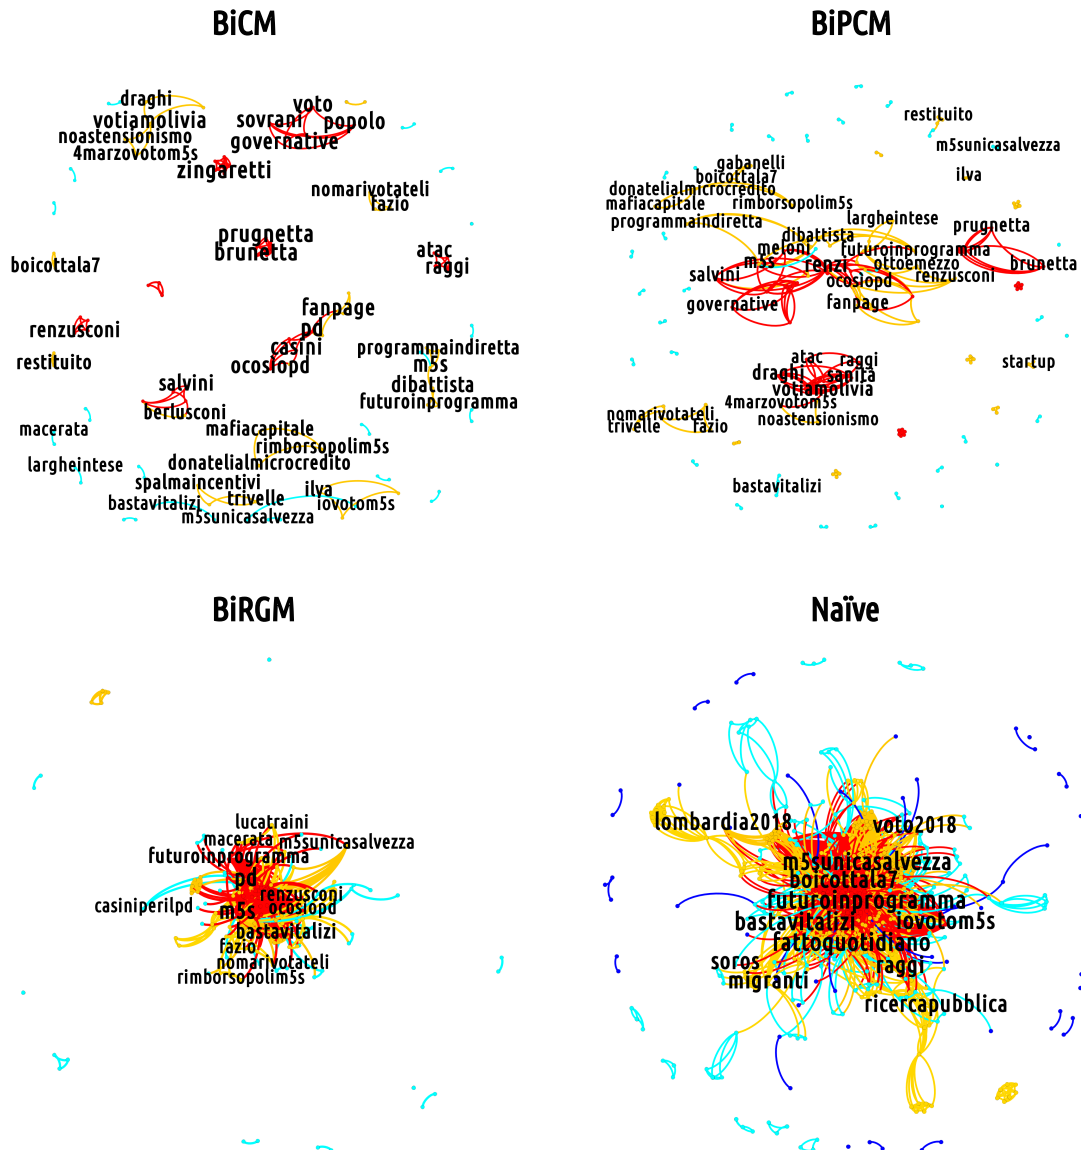 BiCM
draghi
votiamolivia
noastensionismo
4marzovotom5s
zingaretti
voto
sovrani
popolo
governative
nomarivotateli
fazio
prugnetta
brunetta
atac
raggi
boicottala7
renzusconi
restituito
fanpage
pd
casini
ocosiopd
programmaindiretta
m5s
dibattista
futuroinprogramma
salvini
berlusconi
macerata
mafiacapitale
rimborsopolim5s
largheintese
donatelialmicrocredito
spalmaincentivi
bastavitalizi
trivelle
ilva
iovotom5s
m5sunicasalvezza
BiPCM
restituito
m5sunicasalvezza
gabanelli
boicottala7
ilva
donatelialmicrocredito
mafiacapitale
rimborsopolim5s
programmaindiretta
largheintese
prugnetta
dibattista
meloni
futuroinprogramma
m5s
renzi
ottoemezzo
brunetta
salvini
ocosiopd
renzusconi
governative
fanpage
atac
raggi
startup
draghi
sanita
votiamolivia
4marzovotom5s
nomarivotateli
noastensionismo
trivelle
fazio
bastavitalizi
BiRGM
lucatraini
macerata
m5sunicasalvezza
futuroinprogramma
pd
renzusconi
casiniperilpd
m5s
ocosiopd
bastavitalizi
fazio
nomarivotateli
rimborsopolim5s
Naïve
lombardia2018
voto2018
m5sunicasalvezza
boicottala7
futuroinprogramma
bastavitalizi
iovotom5s
fattoquotidiano
soros
raggi
migranti
ricercapubblica